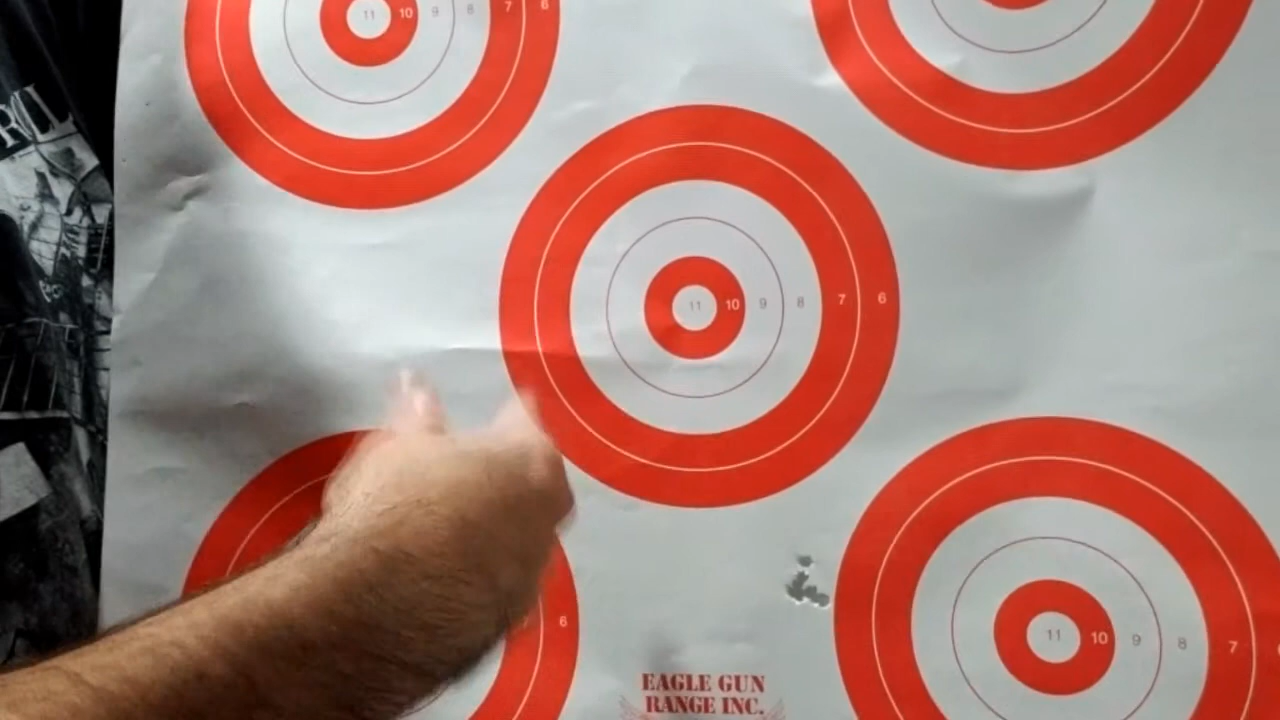 11 10 9 8 7 6
11 10 9 8 7 6
6
11 10 9 8 7
EAGLE GUN
RANGE INC.